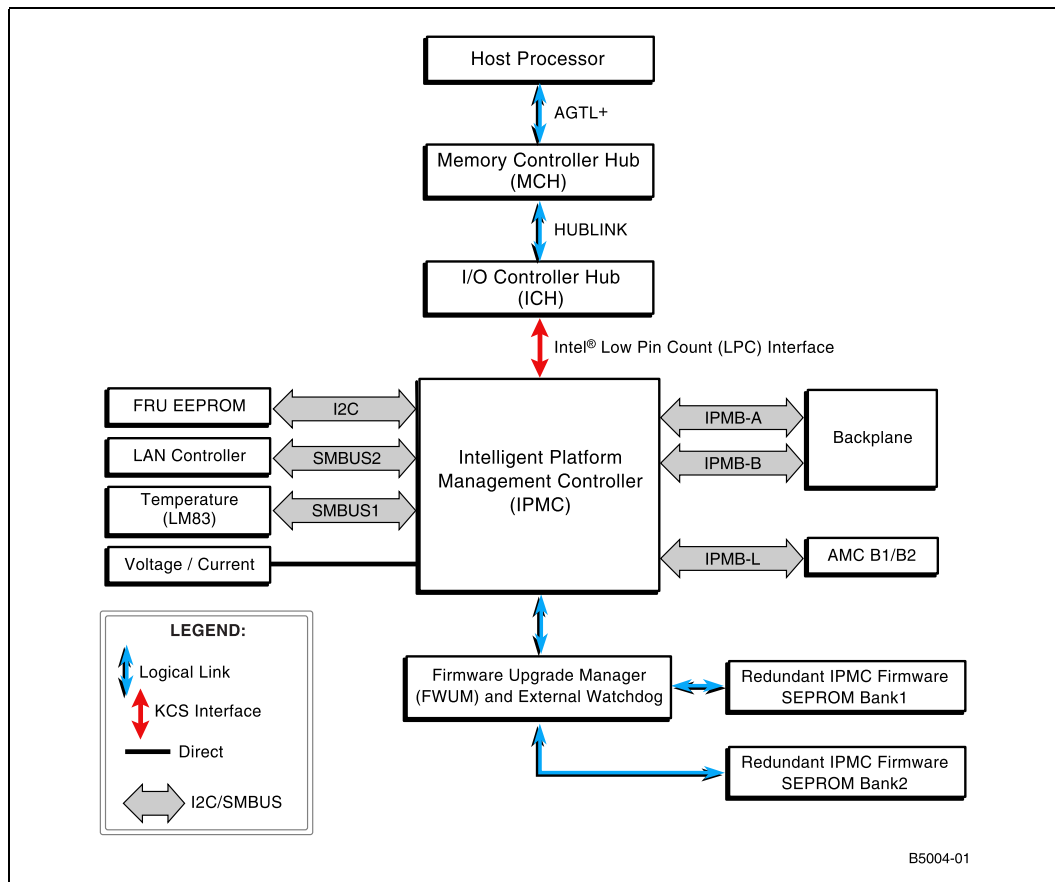 Host Processor
AGTL+
Memory Controller Hub
(MCH)
HUBLINK
I/O Controller Hub
(ICH)
Intel® Low Pin Count (LPC) Interface
FRU EEPROM
I2C
LAN Controller
SMBUS2
Temperature
(LM83)
SMBUS1
Voltage / Current
Intelligent Platform
Management Controller
(IPMC)
IPMB-A
IPMB-B
Backplane
IPMB-L
AMC B1/B2
LEGEND:
Logical Link
KCS Interface
Direct
I2C/SMBUS
Firmware Upgrade Manager
(FWUM) and External Watchdog
Redundant IPMC Firmware
SEPROM Bank1
Redundant IPMC Firmware
SEPROM Bank2
B5004-01